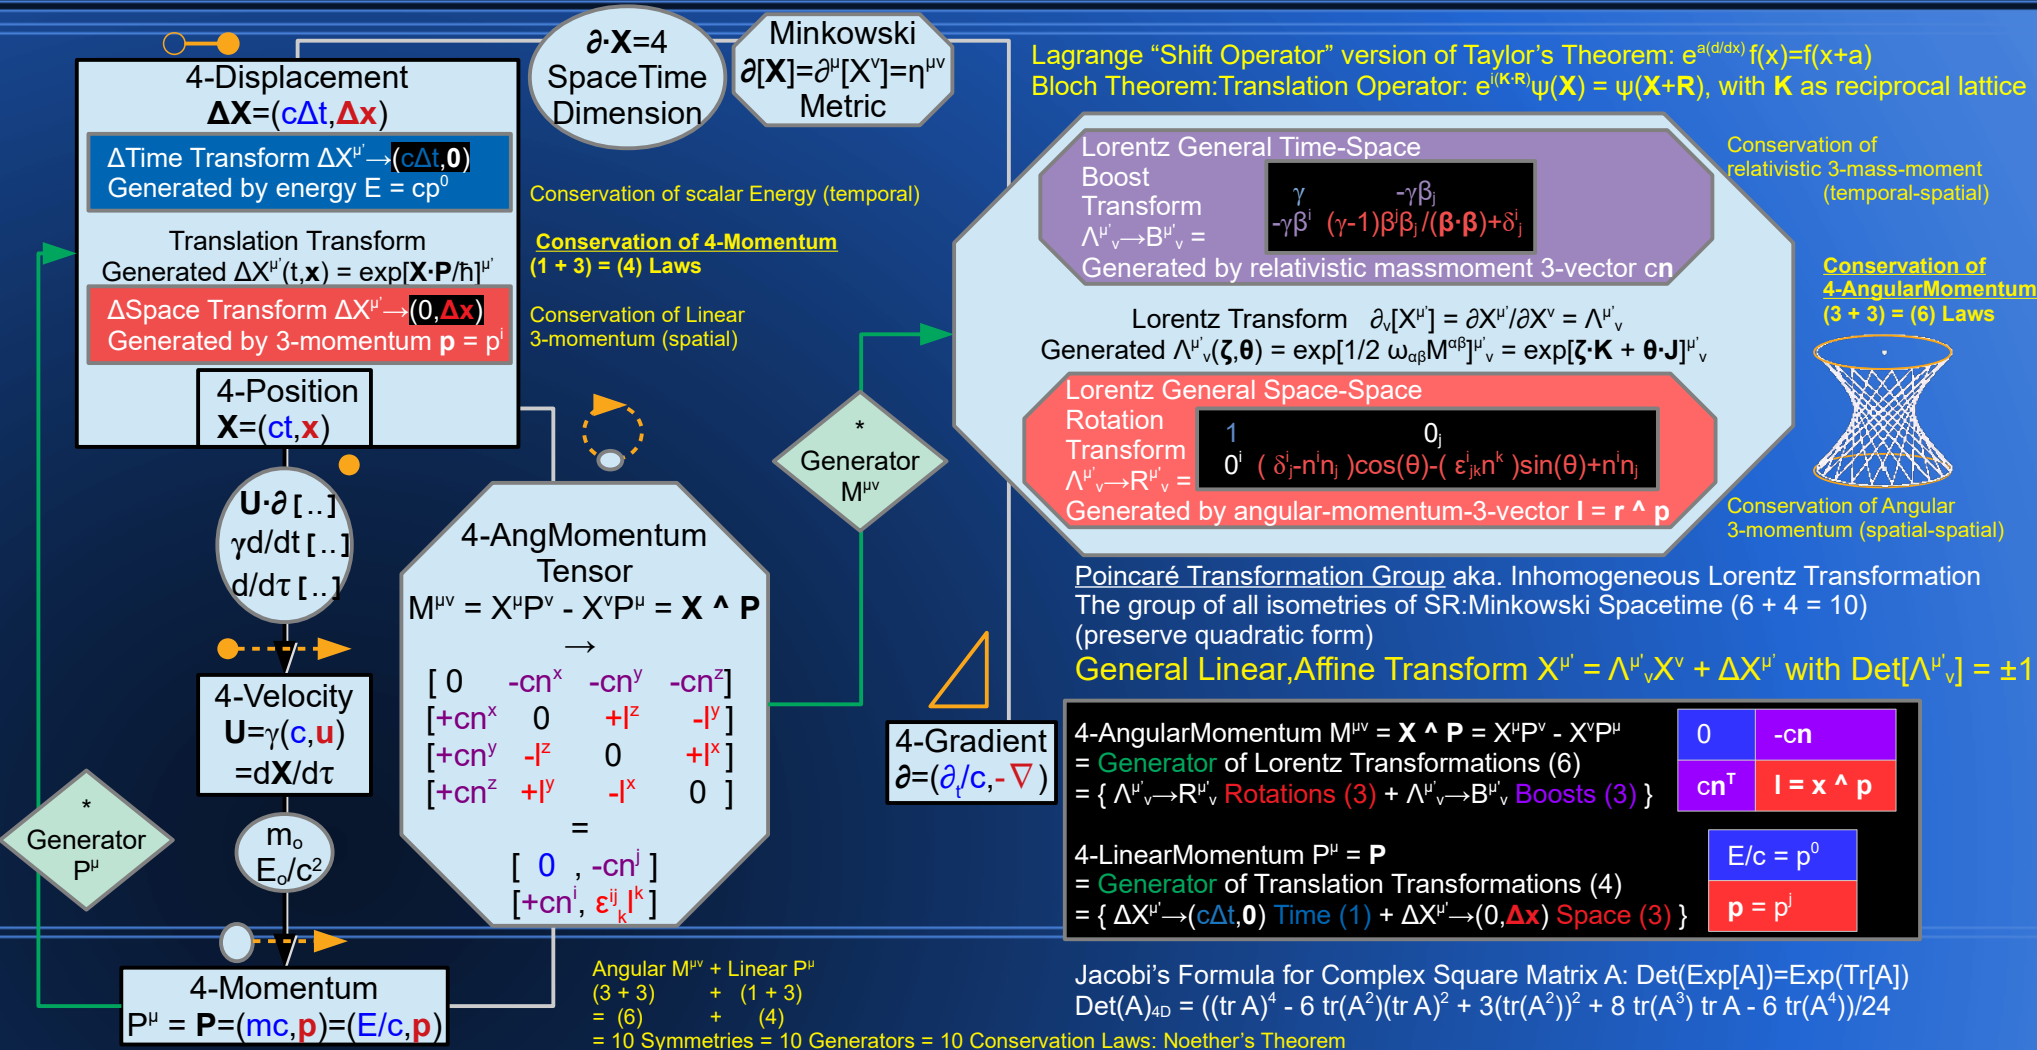 4-Displacement
ΔX=(cΔt,Δx)
ΔTime Transform ΔX^μ'→(cΔt,0)
Generated by energy E = cp^0
Translation Transform
Generated ΔX^μ'(t,x) = exp[X·P/ħ]^μ'
ΔSpace Transform ΔX^μ'→(0,Δx)
Generated by 3-momentum p = p^i
4-Position
X=(ct,x)
U·∂ [..]
γd/dt [..]
d/dτ [..]
4-Velocity
U=γ(c,u)
=dX/dτ
m_o
E_o/c^2
*
Generator
P^μ
4-Momentum
P^μ = P=(mc,p)=(E/c,p)
∂·X=4
SpaceTime
Dimension
Minkowski
∂[X]=∂^μ[X^ν]=η^μν
Metric
Conservation of scalar Energy (temporal)
Conservation of 4-Momentum
(1 + 3) = (4) Laws
Conservation of Linear
3-momentum (spatial)
4-AngMomentum
Tensor
M^μν = X^μP^ν - X^νP^μ = X ^ P
→
[ 0 -cn^x -cn^y -cn^z]
[+cn^x 0 +l^z -l^y ]
[+cn^y -l^z 0 +l^x ]
[+cn^z +l^y -l^x 0 ]
=
[ 0 , -cn^j ]
[+cn^i, ε^ij_k l^k ]
*
Generator
M^μν
4-Gradient
∂=(∂_t/c,-∇)
Angular M^μν + Linear P^μ
(3 + 3) + (1 + 3)
= (6) + (4)
= 10 Symmetries = 10 Generators = 10 Conservation Laws: Noether's Theorem
Lagrange “Shift Operator” version of Taylor’s Theorem: e^a(d/dx) f(x)=f(x+a)
Bloch Theorem:Translation Operator: e^i(K·R)ψ(X) = ψ(X+R), with K as reciprocal lattice
Lorentz General Time-Space
Boost
Transform
Λ^μ'_ν→B^μ'_ν =
γ -γβ_j
-γβ^i (γ-1)β^iβ_j/(β·β)+δ^i_j
Generated by relativistic massmoment 3-vector cn
Lorentz Transform ∂_ν[X^μ'] = ∂X^μ'/∂X^ν = Λ^μ'_ν
Generated Λ^μ'_ν(ζ,θ) = exp[1/2 ω_αβM^αβ]^μ'_ν = exp[ζ·K + θ·J]^μ'_ν
Lorentz General Space-Space
Rotation
Transform
Λ^μ'_ν→R^μ'_ν =
1 0_j
0^i ( δ^i_j-n^in_j )cos(θ)-( ε^i_jkn^k )sin(θ)+n^in_j
Generated by angular-momentum-3-vector l = r ^ p
Conservation of
relativistic 3-mass-moment
(temporal-spatial)
Conservation of
4-AngularMomentum
(3 + 3) = (6) Laws
Conservation of Angular
3-momentum (spatial-spatial)
Poincaré Transformation Group aka. Inhomogeneous Lorentz Transformation
The group of all isometries of SR:Minkowski Spacetime (6 + 4 = 10)
(preserve quadratic form)
General Linear,Affine Transform X^μ' = Λ^μ'_νX^ν + ΔX^μ' with Det[Λ^μ'_ν] = ±1
4-AngularMomentum M^μν = X ^ P = X^μP^ν - X^νP^μ
= Generator of Lorentz Transformations (6)
= { Λ^μ'_ν→R^μ'_ν Rotations (3) + Λ^μ'_ν→B^μ'_ν Boosts (3) }
0 -cn
cn^T l = x ^ p
4-LinearMomentum P^μ = P
= Generator of Translation Transformations (4)
= { ΔX^μ'→(cΔt,0) Time (1) + ΔX^μ'→(0,Δx) Space (3) }
E/c = p^0
p = p^j
Jacobi’s Formula for Complex Square Matrix A: Det(Exp[A])=Exp(Tr[A])
Det(A)_4D = ((tr A)^4 - 6 tr(A^2)(tr A)^2 + 3(tr(A^2))^2 + 8 tr(A^3) tr A - 6 tr(A^4))/24